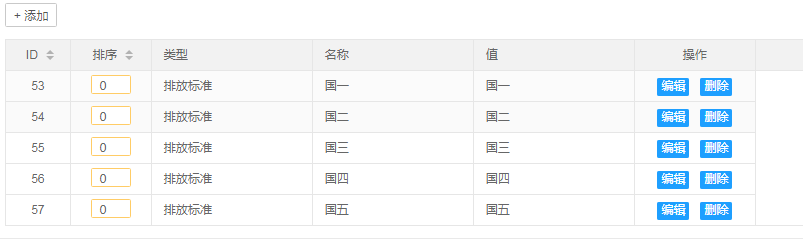 + 添加
ID 排序 类型 名称 值 操作
53 0 排放标准 国一 国一 编辑 删除
54 0 排放标准 国二 国二 编辑 删除
55 0 排放标准 国三 国三 编辑 删除
56 0 排放标准 国四 国四 编辑 删除
57 0 排放标准 国五 国五 编辑 删除